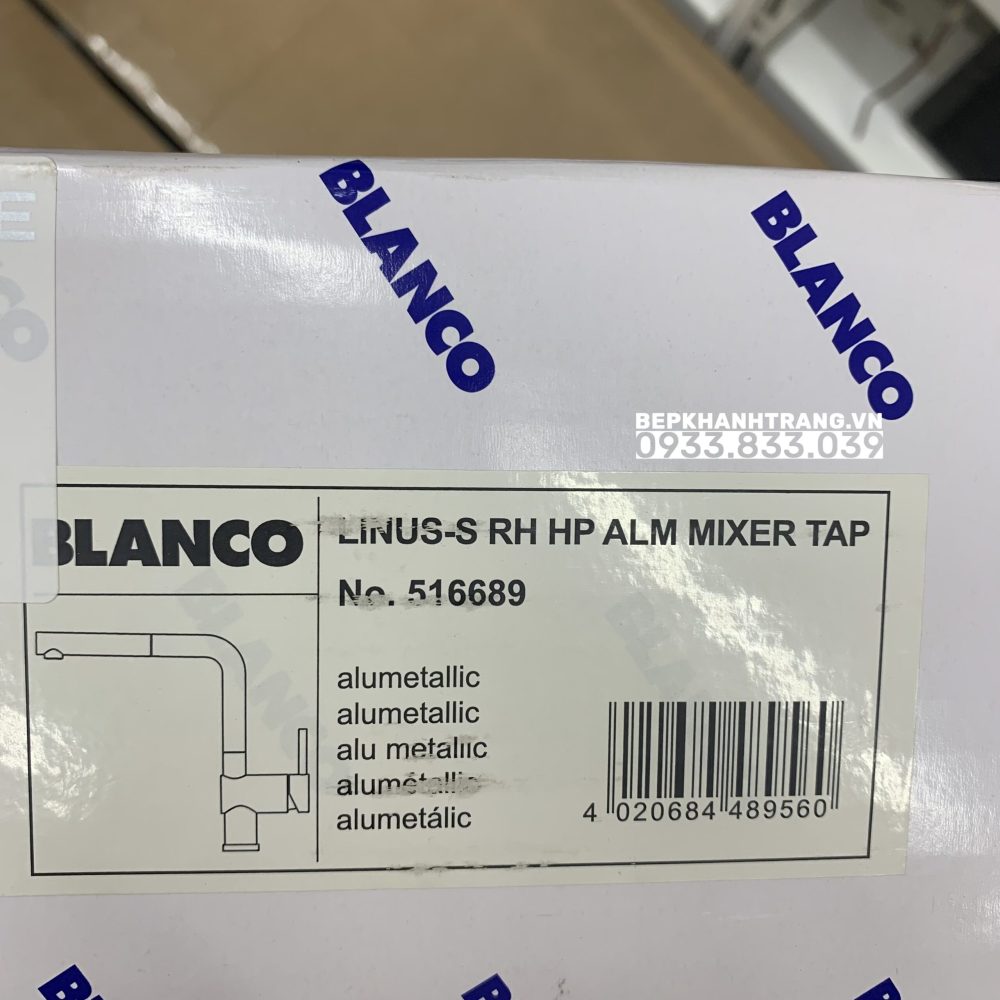 BLANCO
BLANCO
BEPKHANHTRANG.VN
0933.833.039
BLANCO
LINUS-S RH HP ALM MIXER TAP
No. 516689
alumetallic
alumetallic
alu metallic
alumétallic
alumetálic
4 020684 489560